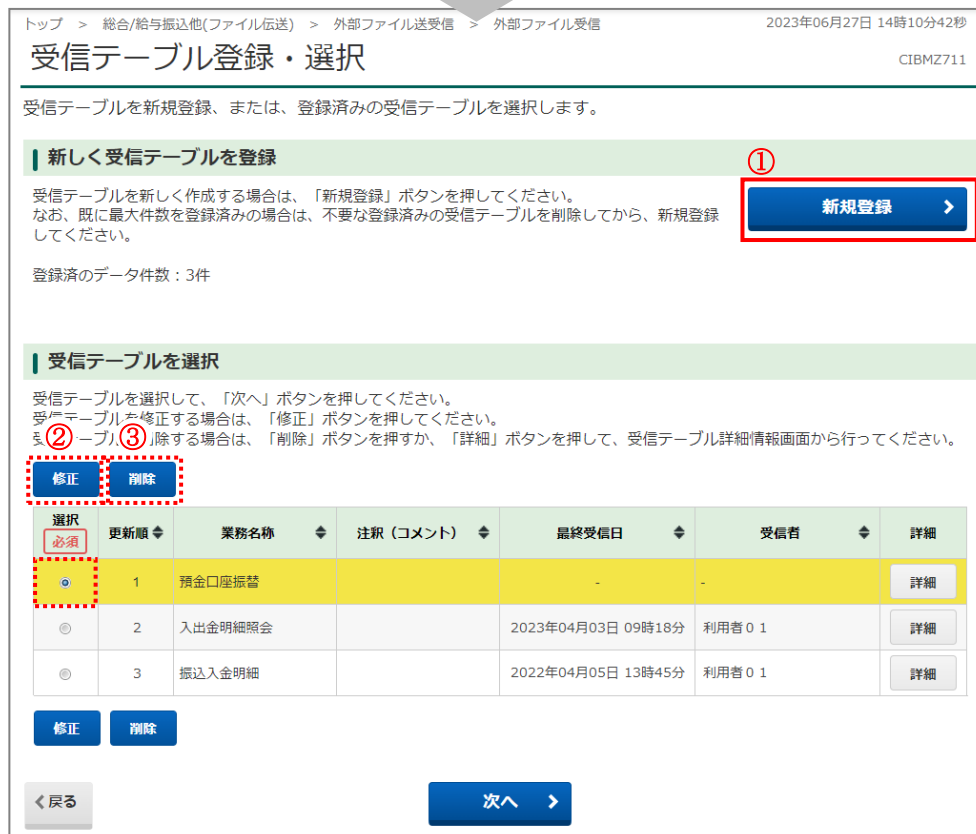 トップ > 総合/給与振込他(ファイル伝送) > 外部ファイル送受信 > 外部ファイル受信
2023年06月27日 14時10分42秒
受信テーブル登録・選択
CIBMZ711
受信テーブルを新規登録、または、登録済みの受信テーブルを選択します。
新しく受信テーブルを登録
①
受信テーブルを新しく作成する場合は、「新規登録」ボタンを押してください。
なお、既に最大件数を登録済みの場合は、不要な登録済みの受信テーブルを削除してから、新規登録
してください。
新規登録
登録済のデータ件数：3件
受信テーブルを選択
受信テーブルを選択して、「次へ」ボタンを押してください。
受信テーブルを修正する場合は、「修正」ボタンを押してください。
② ーブル ③ 除する場合は、「削除」ボタンを押すか、「詳細」ボタンを押して、受信テーブル詳細情報画面から行ってください。
修正 削除
選択 必須 更新順 業務名称 注釈（コメント） 最終受信日 受信者 詳細
1 預金口座振替 - - 詳細
2 入出金明細照会 2023年04月03日 09時18分 利用者０１ 詳細
3 振込入金明細 2022年04月05日 13時45分 利用者０１ 詳細
修正 削除
戻る 次へ